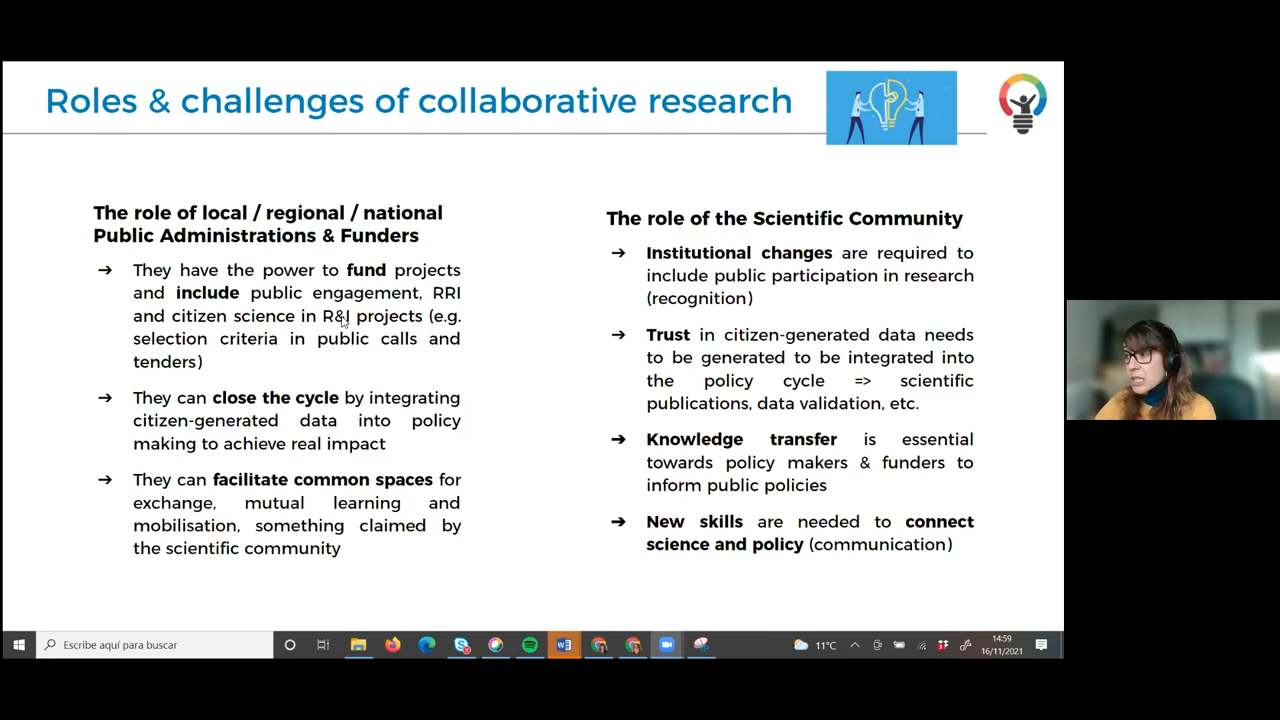 Roles & challenges of collaborative research
The role of local / regional / national
Public Administrations & Funders
➔ They have the power to fund projects
and include public engagement, RRI
and citizen science in R&I projects (e.g.
selection criteria in public calls and
tenders)
➔ They can close the cycle by integrating
citizen-generated data into policy
making to achieve real impact
➔ They can facilitate common spaces for
exchange, mutual learning and
mobilisation, something claimed by
the scientific community
The role of the Scientific Community
➔ Institutional changes are required to
include public participation in research
(recognition)
➔ Trust in citizen-generated data needs
to be generated to be integrated into
the policy cycle => scientific
publications, data validation, etc.
➔ Knowledge transfer is essential
towards policy makers & funders to
inform public policies
➔ New skills are needed to connect
science and policy (communication)
Escribe aquí para buscar
11°C
14:59
16/11/2021